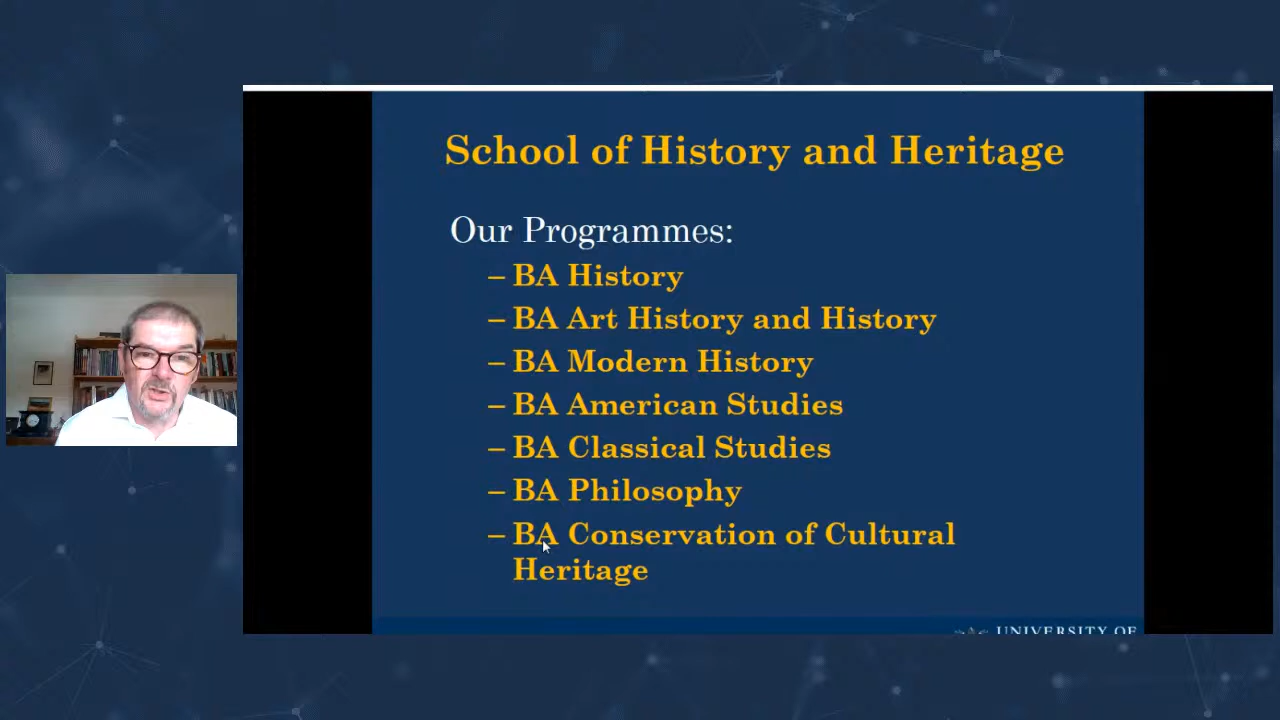 School of History and Heritage
Our Programmes:
– BA History
– BA Art History and History
– BA Modern History
– BA American Studies
– BA Classical Studies
– BA Philosophy
– BA Conservation of Cultural
Heritage
UNIVERSITY OF